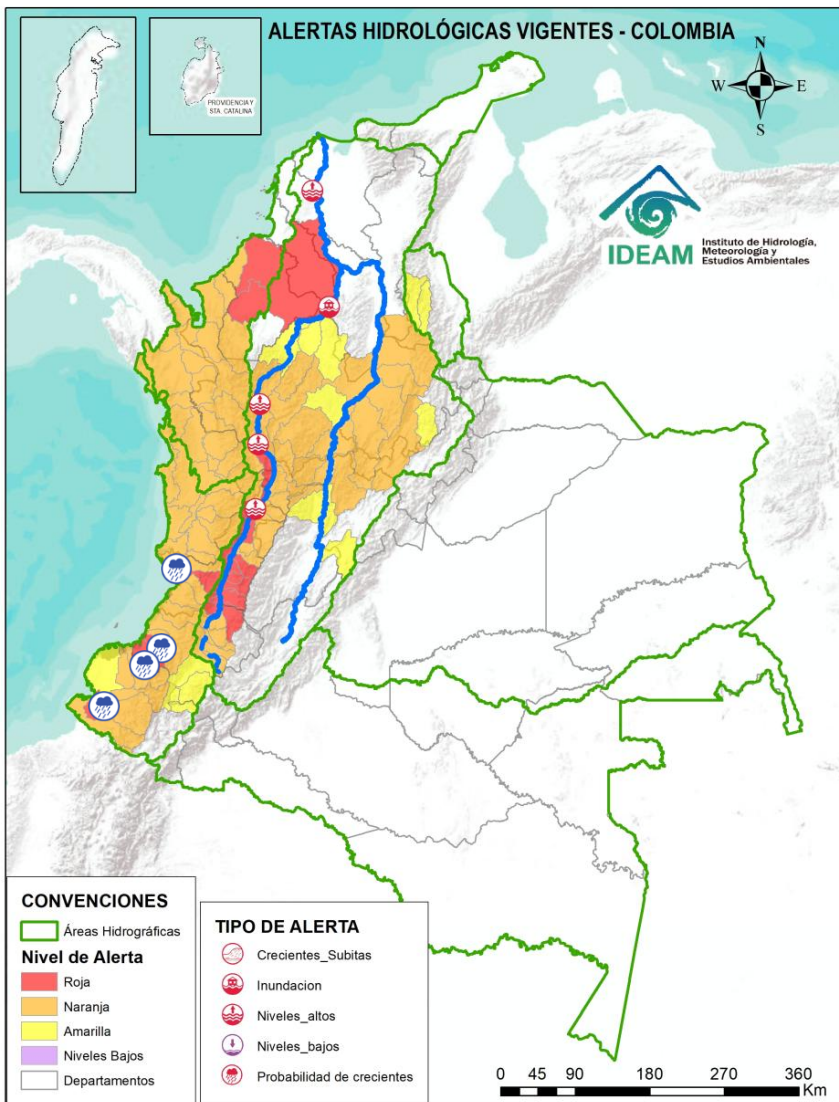 ALERTAS HIDROLÓGICAS VIGENTES - COLOMBIA
PROVIDENCIA Y
STA. CATALINA
N
W
E
S
IDEAM
Instituto de Hidrología,
Meteorología y
Estudios Ambientales
CONVENCIONES
Áreas Hidrográficas
Nivel de Alerta
Roja
Naranja
Amarilla
Niveles Bajos
Departamentos
TIPO DE ALERTA
Crecientes_Subitas
Inundacion
Niveles_altos
Niveles_bajos
Probabilidad de crecientes
0 45 90 180 270 360
Km